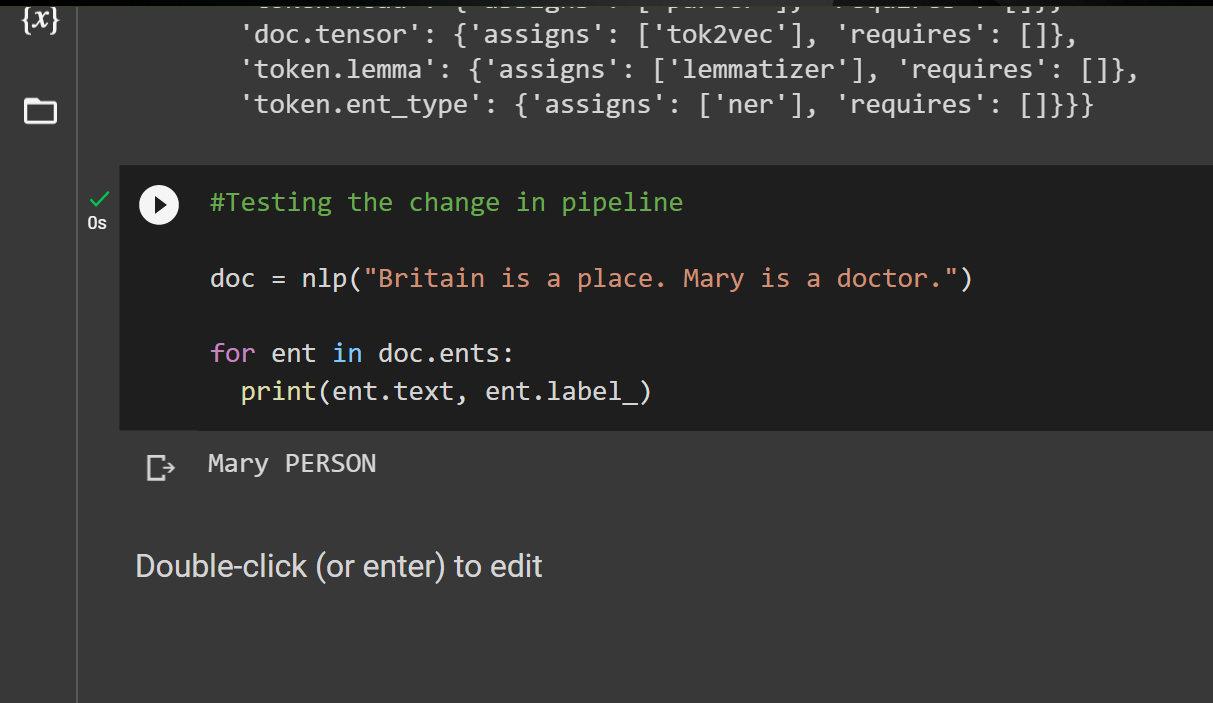 {x}
'doc.tensor': {'assigns': ['tok2vec'], 'requires': []},
'token.lemma': {'assigns': ['lemmatizer'], 'requires': []},
'token.ent_type': {'assigns': ['ner'], 'requires': []}}}
0s
#Testing the change in pipeline
doc = nlp("Britain is a place. Mary is a doctor.")
for ent in doc.ents:
print(ent.text, ent.label_)
Mary PERSON
Double-click (or enter) to edit